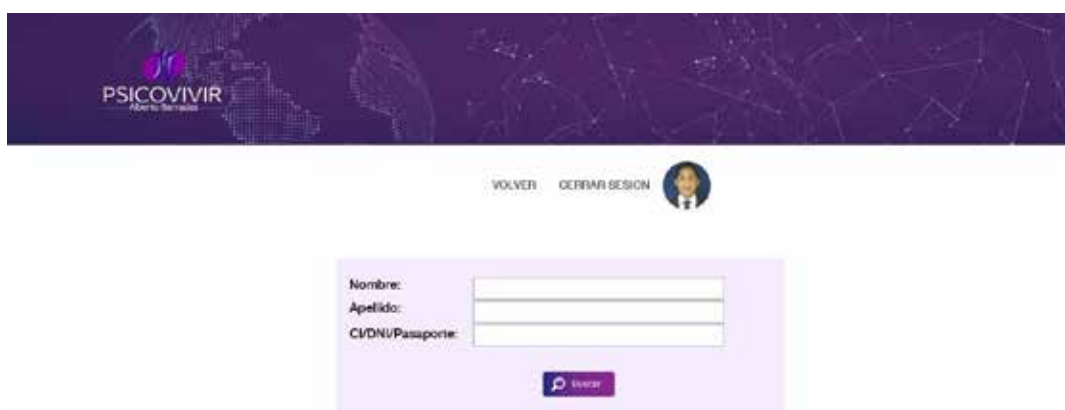 PSICOVIVIR
VOLVER CERRAR SESION
Nombre:
Apellido:
CI/DNI/Pasaporte: